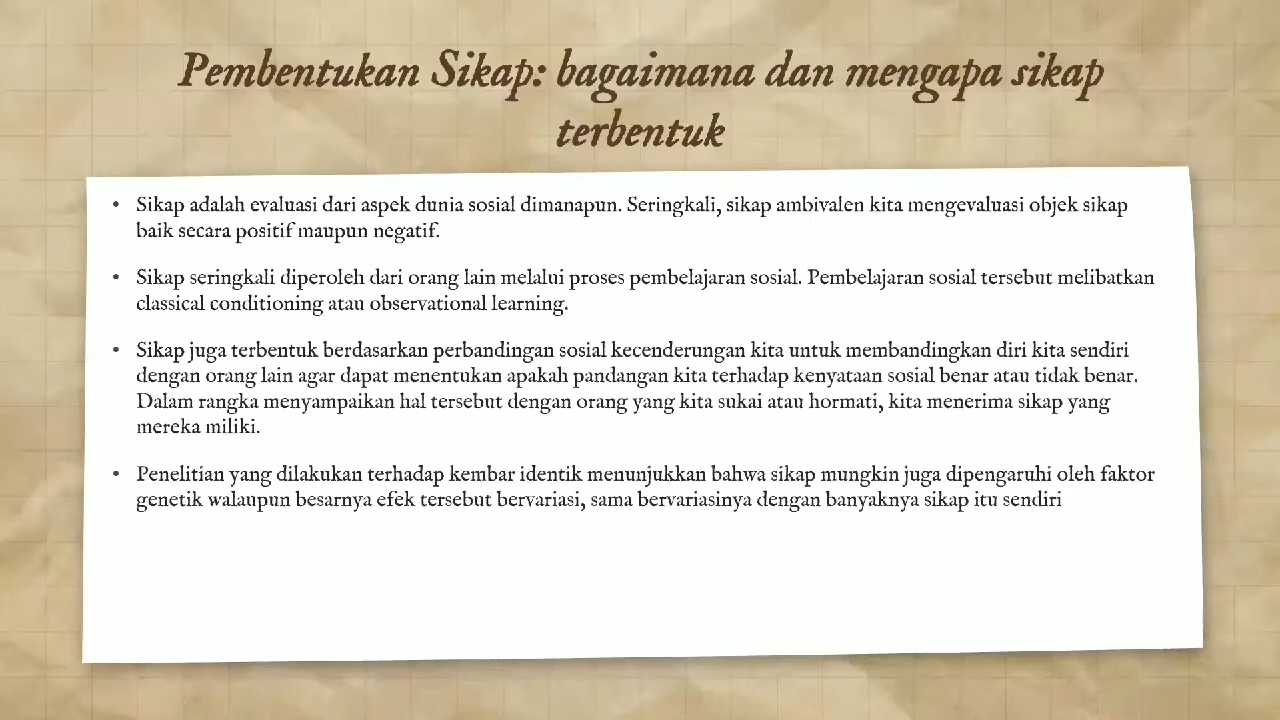 Pembentukan Sikap: bagaimana dan mengapa sikap
terbentuk
• Sikap adalah evaluasi dari aspek dunia sosial dimanapun. Seringkali, sikap ambivalen kita mengevaluasi objek sikap
baik secara positif maupun negatif.
• Sikap seringkali diperoleh dari orang lain melalui proses pembelajaran sosial. Pembelajaran sosial tersebut melibatkan
classical conditioning atau observational learning.
• Sikap juga terbentuk berdasarkan perbandingan sosial kecenderungan kita untuk membandingkan diri kita sendiri
dengan orang lain agar dapat menentukan apakah pandangan kita terhadap kenyataan sosial benar atau tidak benar.
Dalam rangka menyampaikan hal tersebut dengan orang yang kita sukai atau hormati, kita menerima sikap yang
mereka miliki.
• Penelitian yang dilakukan terhadap kembar identik menunjukkan bahwa sikap mungkin juga dipengaruhi oleh faktor
genetik walaupun besarnya efek tersebut bervariasi, sama bervariasinya dengan banyaknya sikap itu sendiri